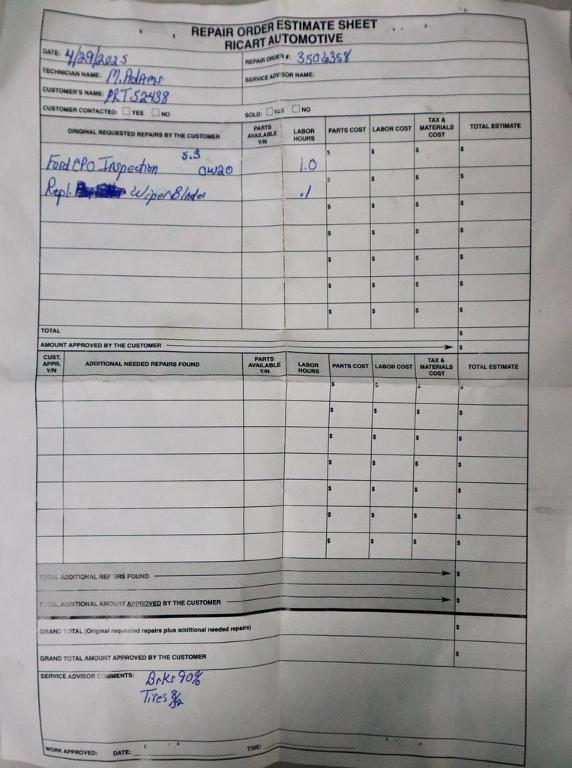 REPAIR ORDER ESTIMATE SHEET
RICART AUTOMOTIVE
DATE: 4/29/2025
REPAIR ORDER #: 3506358
TECHNICIAN NAME: M. Adams
SERVICE ADVISOR NAME:
CUSTOMER'S NAME: PRTS2438
CUSTOMER CONTACTED: YES NO
SOLD: YES NO
ORIGINAL REQUESTED REPAIRS BY THE CUSTOMER PARTS AVAILABLE Y/N LABOR HOURS PARTS COST LABOR COST TAX & MATERIALS COST TOTAL ESTIMATE
5.3
Ford CPO Inspection 0W20 1.0
Repl. Wiper Blades .1
$ $ $ $
$ $ $ $
$ $ $ $
$ $ $ $
$ $ $ $
$ $ $ $
$ $ $ $
TOTAL $
AMOUNT APPROVED BY THE CUSTOMER $
CUST. APPR. Y/N ADDITIONAL NEEDED REPAIRS FOUND PARTS AVAILABLE Y/N LABOR HOURS PARTS COST LABOR COST TAX & MATERIALS COST TOTAL ESTIMATE
$ $ $ $
$ $ $ $
$ $ $ $
$ $ $ $
$ $ $ $
$ $ $ $
$ $ $ $
TOTAL ADDITIONAL REPAIRS FOUND $
TOTAL ADDITIONAL AMOUNT APPROVED BY THE CUSTOMER $
GRAND TOTAL (Original requested repairs plus additional needed repairs) $
GRAND TOTAL AMOUNT APPROVED BY THE CUSTOMER $
SERVICE ADVISOR COMMENTS: Brks 90%
Tires 8/32
WORK APPROVED: DATE: TIME: